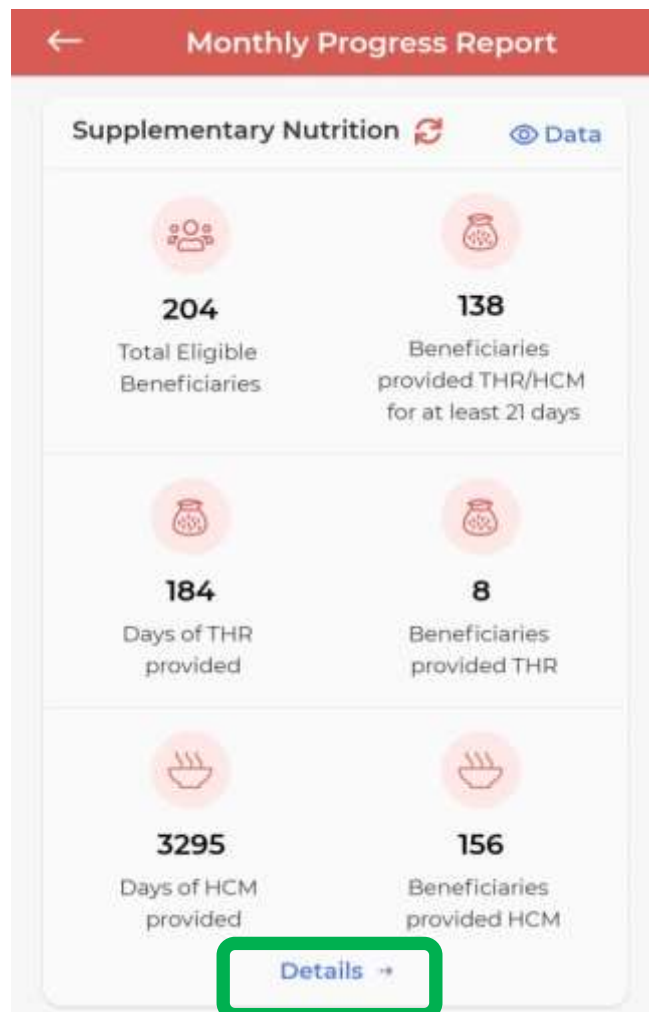 ← Monthly Progress Report
Supplementary Nutrition Data
204
Total Eligible
Beneficiaries
138
Beneficiaries
provided THR/HCM
for at least 21 days
184
Days of THR
provided
8
Beneficiaries
provided THR
3295
Days of HCM
provided
156
Beneficiaries
provided HCM
Details →